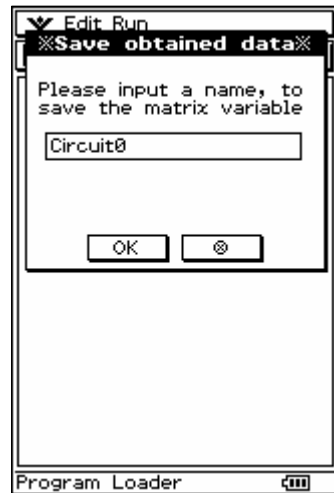 Edit Run
※Save obtained data※
Please input a name, to
save the matrix variable
Circuit0
OK ⊗
Program Loader